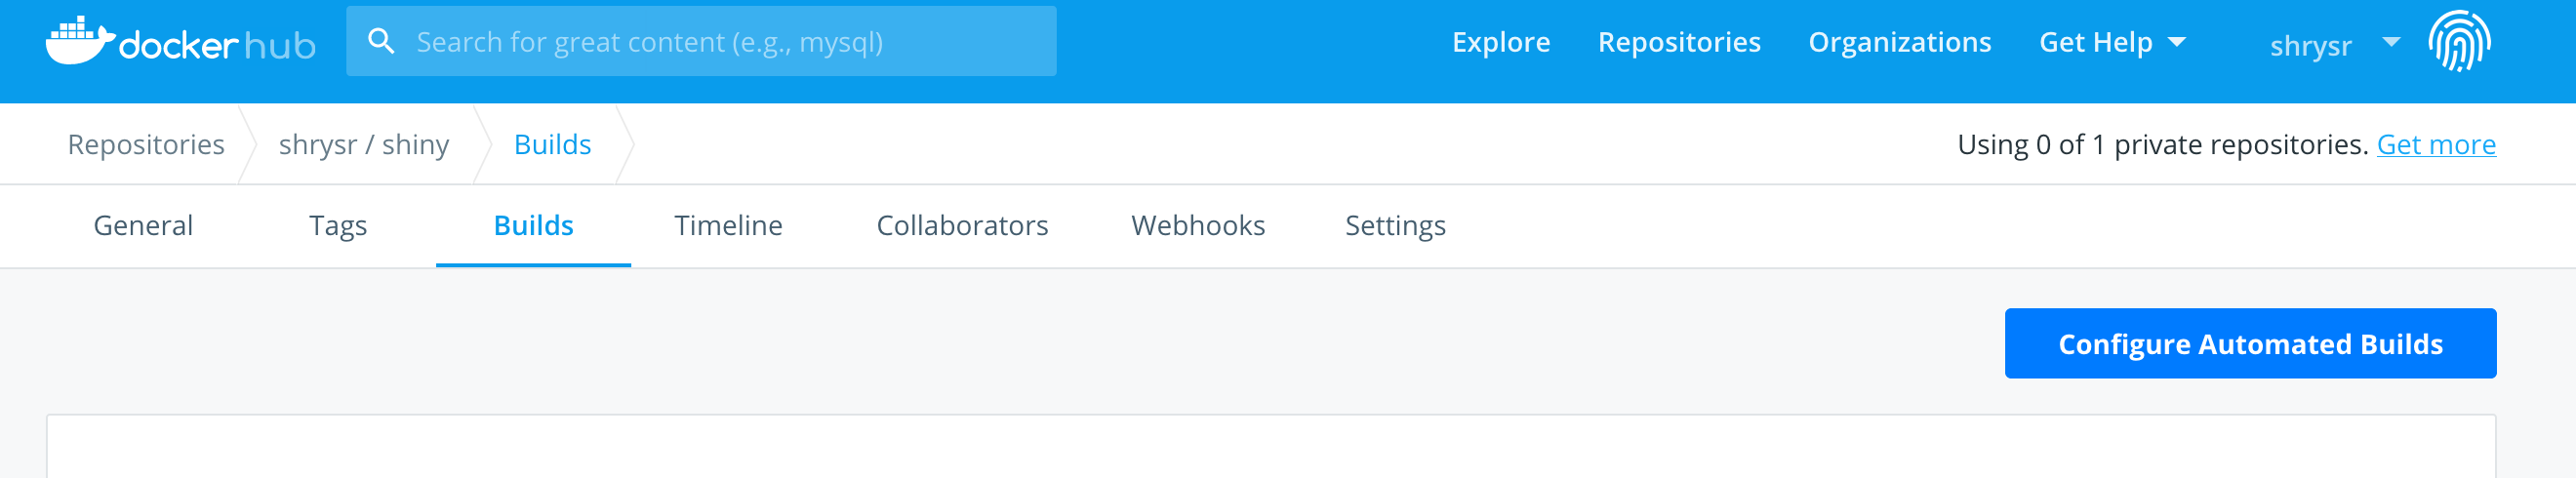 docker hub Search for great content (e.g., mysql) Explore Repositories Organizations Get Help shrysr
Repositories shrysr / shiny Builds Using 0 of 1 private repositories. Get more
General Tags Builds Timeline Collaborators Webhooks Settings
Configure Automated Builds